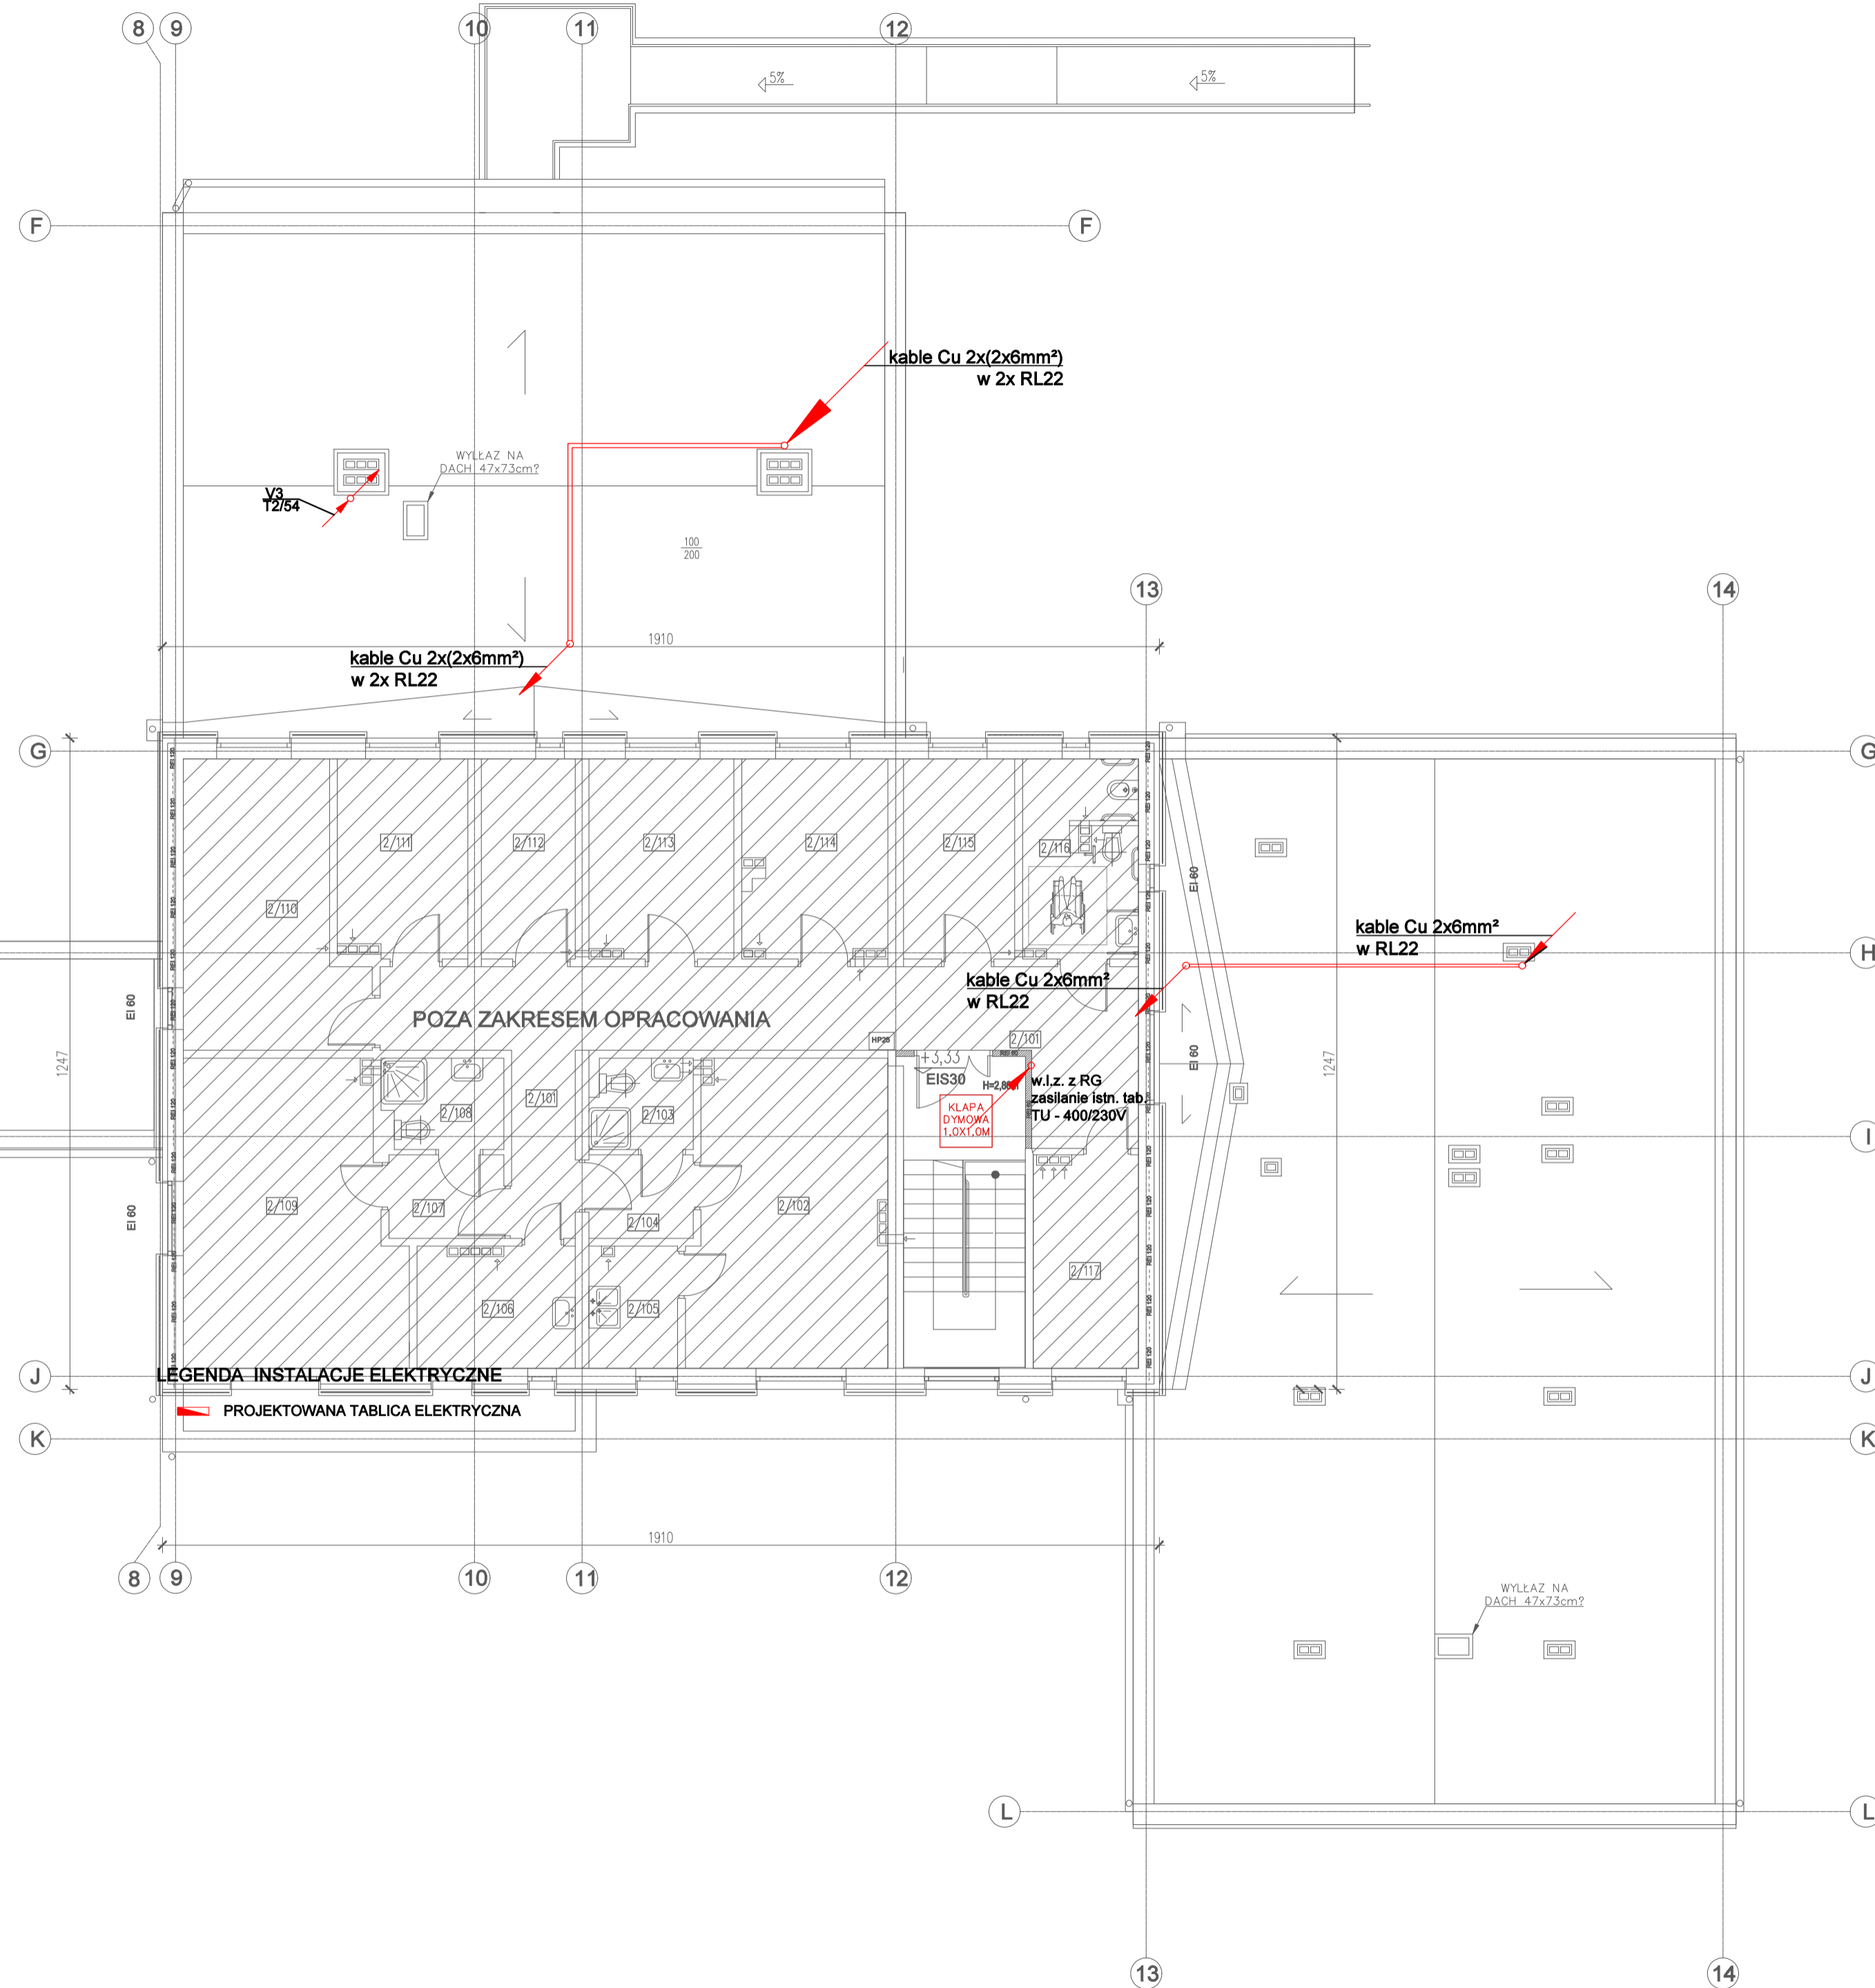 8
9
10
11
12
5%
5%
F
F
kable Cu 2x(2x6mm²)
w 2x RL22
WYLŁAZ NA
DACH 47x73cm?
V3
T2/54
100
200
13
14
1910
kable Cu 2x(2x6mm²)
w 2x RL22
G
G
REI 120
REI 120
2/111
2/112
2/113
2/114
2/115
2/116
2/110
EI 60
kable Cu 2x6mm²
w RL22
H
kable Cu 2x6mm²
w RL22
EI 60
POZA ZAKRESEM OPRACOWANIA
HP25
2/101
+3,33
EIS30
w.l.z. z RG
zasilanie istn. tab.
TU - 400/230V
KLAPA
DYMOWA
1,0X1,0M
EI 60
1247
1247
2/101
2/108
2/103
I
2/109
2/107
2/104
2/102
EI 60
2/106
2/105
2/117
J
J
LEGENDA INSTALACJE ELEKTRYCZNE
PROJEKTOWANA TABLICA ELEKTRYCZNA
K
K
1910
8
9
10
11
12
WYLŁAZ NA
DACH 47x73cm?
L
L
13
14